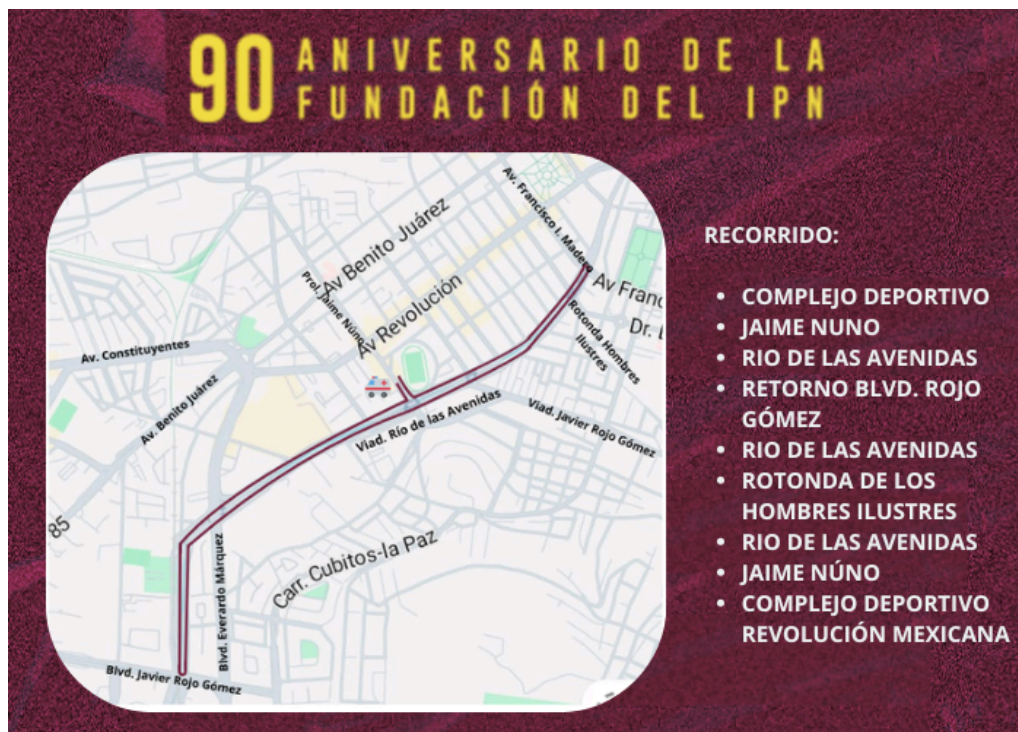 90 ANIVERSARIO DE LA
FUNDACIÓN DEL IPN
Av. Francisco I. Madero
Av Benito Juárez
Prol. Jaime Núno
Av Revolución
Av Franc
Dr. L
Rotonda Hombres
Ilustres
Av. Constituyentes
Av. Benito Juárez
Viad. Río de las Avenidas
Viad. Javier Rojo Gómez
85
Carr. Cubitos-la Paz
Blvd. Everardo Márquez
Blvd. Javier Rojo Gómez
RECORRIDO:
• COMPLEJO DEPORTIVO
• JAIME NUNO
• RIO DE LAS AVENIDAS
• RETORNO BLVD. ROJO
GÓMEZ
• RIO DE LAS AVENIDAS
• ROTONDA DE LOS
HOMBRES ILUSTRES
• RIO DE LAS AVENIDAS
• JAIME NÚNO
• COMPLEJO DEPORTIVO
REVOLUCIÓN MEXICANA